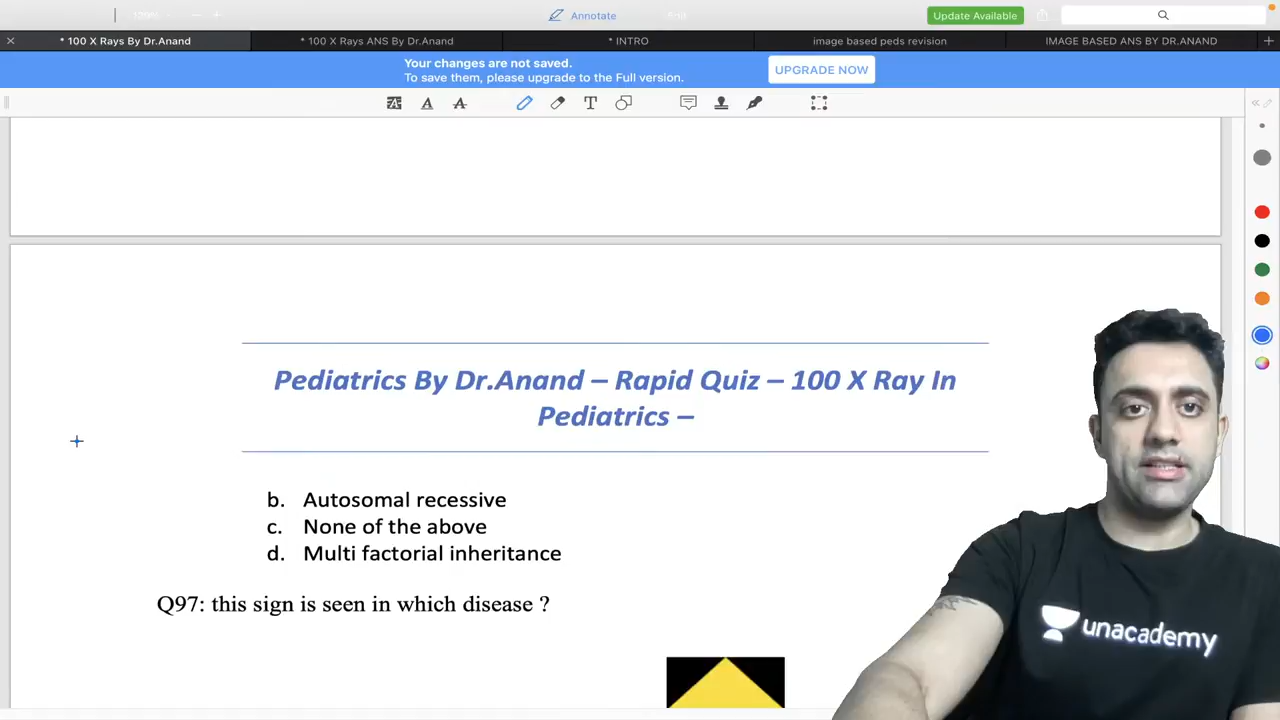 Annotate
Update Available
* 100 X Rays By Dr.Anand
* 100 X Rays ANS By Dr.Anand
* INTRO
image based peds revision
IMAGE BASED ANS BY DR.ANAND
Your changes are not saved.
To save them, please upgrade to the Full version.
UPGRADE NOW
Pediatrics By Dr.Anand – Rapid Quiz – 100 X Ray In
Pediatrics –
b. Autosomal recessive
c. None of the above
d. Multi factorial inheritance
Q97: this sign is seen in which disease ?
unacademy